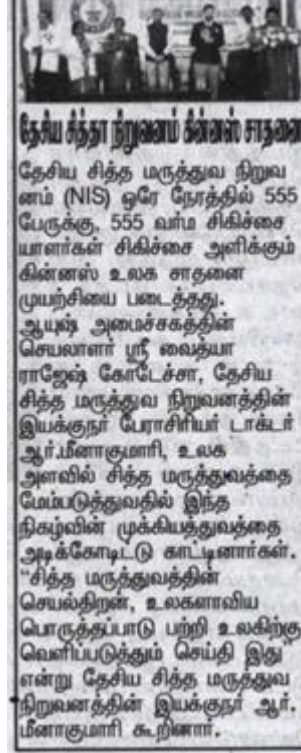 தேசிய சித்தா நிறுவனம் கின்னஸ் சாதனை
தேசிய சித்த மருத்துவ நிறுவ
னம் (NIS) ஒரே நேரத்தில் 555
பேருக்கு, 555 வர்ம சிகிச்சை
யாளர்கள் சிகிச்சை அளிக்கும்
கின்னஸ் உலக சாதனை
முயற்சியை படைத்தது.
ஆயுஷ் அமைச்சகத்தின்
செயலாளர் ஸ்ரீ வைத்யா
ராஜேஷ் கோடேச்சா, தேசிய
சித்த மருத்துவ நிறுவனத்தின்
இயக்குநர் பேராசிரியர் டாக்டர்
ஆர்.மீனாகுமாரி, உலக
அளவில் சித்த மருத்துவத்தை
மேம்படுத்துவதில் இந்த
நிகழ்வின் முக்கியத்துவத்தை
அடிக்கோடிட்டு காட்டினார்கள்.
“சித்த மருத்துவத்தின்
செயல்திறன், உலகளாவிய
பொருத்தப்பாடு பற்றி உலகிற்கு
வெளிப்படுத்தும் செய்தி இது”
என்று தேசிய சித்த மருத்துவ
நிறுவனத்தின் இயக்குநர் ஆர்.
மீனாகுமாரி கூறினார்.